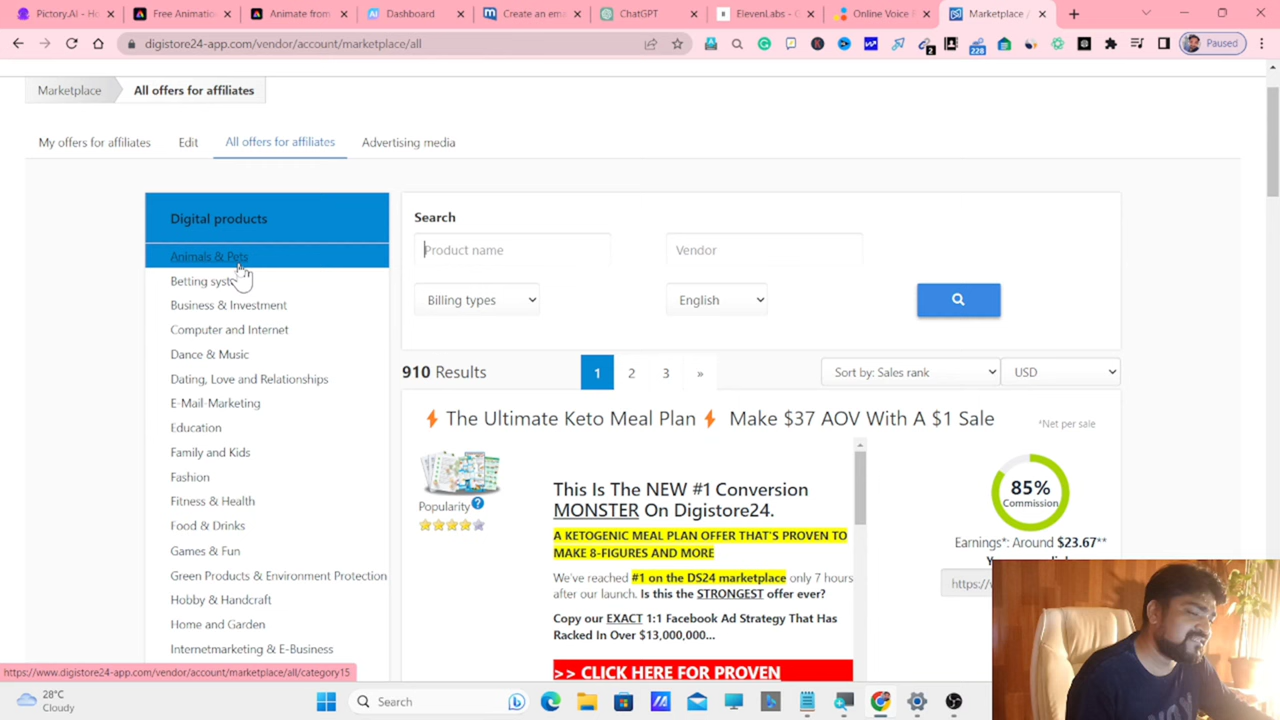 Pictory.AI - Ho
Free Animation
Animate from
Dashboard
Create an em
ChatGPT
ElevenLabs - G
Online Voice
Marketplace /
digistore24-app.com/vendor/account/marketplace/all
2
228
Paused
Marketplace
All offers for affiliates
My offers for affiliates
Edit
All offers for affiliates
Advertising media
Digital products
Animals & Pets
Betting syst
Business & Investment
Computer and Internet
Dance & Music
Dating, Love and Relationships
E-Mail-Marketing
Education
Family and Kids
Fashion
Fitness & Health
Food & Drinks
Games & Fun
Green Products & Environment Protection
Hobby & Handcraft
Home and Garden
Internetmarketing & E-Business
Search
Product name
Vendor
Billing types
English
910 Results
1
2
3
»
Sort by: Sales rank
USD
The Ultimate Keto Meal Plan
Make $37 AOV With A $1 Sale
*Net per sale
Popularity ?
This Is The NEW #1 Conversion
MONSTER On Digistore24.
A KETOGENIC MEAL PLAN OFFER THAT'S PROVEN TO
MAKE 8-FIGURES AND MORE
We've reached #1 on the DS24 marketplace only 7 hours
after our launch. Is this the STRONGEST offer ever?
Copy our EXACT 1:1 Facebook Ad Strategy That Has
Racked In Over $13,000,000...
>> CLICK HERE FOR PROVEN
85%
Commission
Earnings*: Around $23.67**
https://
https://www.digistore24-app.com/vendor/account/marketplace/all/category15
28°C
Cloudy
Search